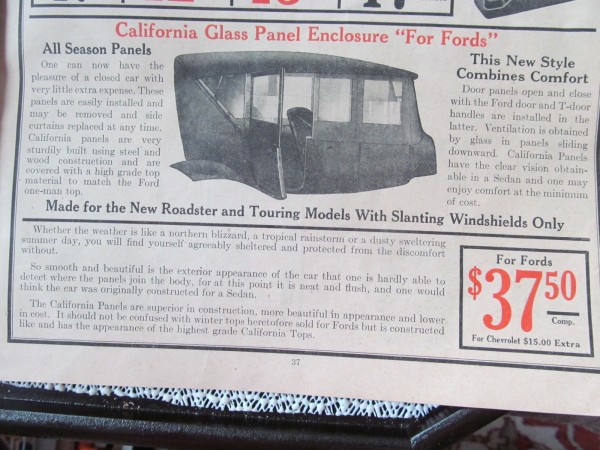 California Glass Panel Enclosure "For Fords"
All Season Panels
One can now have the
pleasure of a closed car with
very little extra expense. These
panels are easily installed and
may be removed and side
curtains replaced at any time.
California panels are very
sturdily built using steel and
wood construction and are
covered with a high grade top
material to match the Ford
one-man top.
This New Style
Combines Comfort
Door panels open and close
with the Ford door and T-door
handles are installed in the
latter. Ventilation is obtained
by glass in panels sliding
downward. California Panels
have the clear vision obtain-
able in a Sedan and one may
enjoy comfort at the minimum
of cost.
Made for the New Roadster and Touring Models With Slanting Windshields Only
Whether the weather is like a northern blizzard, a tropical rainstorm or a dusty sweltering
summer day, you will find yourself agreeably sheltered and protected from the discomfort
without.
So smooth and beautiful is the exterior appearance of the car that one is hardly able to
detect where the panels join the body, for at this point it is neat and flush, and one would
think the car was originally constructed for a Sedan.
The California Panels are superior in construction, more beautiful in appearance and lower
in cost. It should not be confused with winter tops heretofore sold for Fords but is constructed
like and has the appearance of the highest grade California Tops.
For Fords
$37.50
Comp.
For Chevrolet $15.00 Extra
37